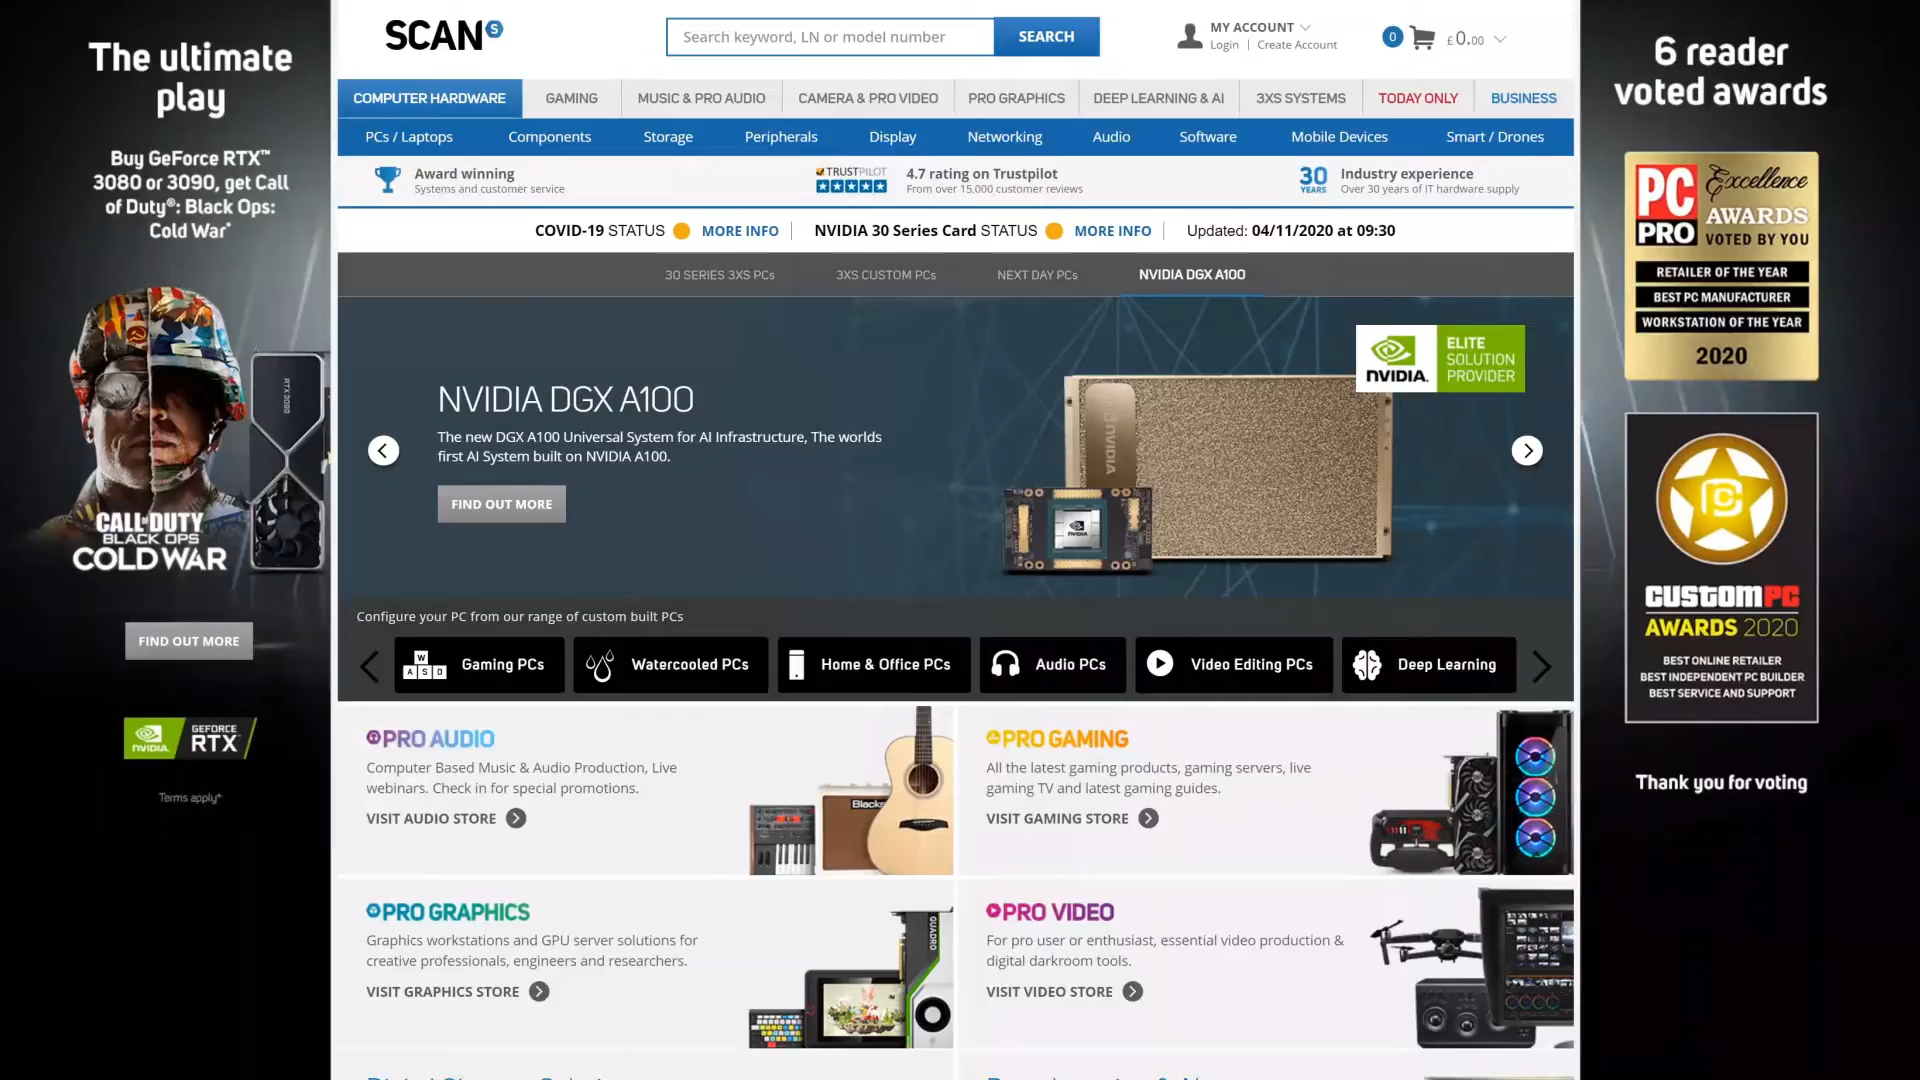 The ultimate
play
Buy GeForce RTX™
3080 or 3090, get Call
of Duty®: Black Ops:
Cold War*
RTX 3080
CALL OF DUTY
BLACK OPS
COLD WAR
FIND OUT MORE
NVIDIA.
GEFORCE
RTX
Terms apply*
SCAN S
Search keyword, LN or model number
SEARCH
MY ACCOUNT
Login | Create Account
0
£0.00
COMPUTER HARDWARE
GAMING
MUSIC & PRO AUDIO
CAMERA & PRO VIDEO
PRO GRAPHICS
DEEP LEARNING & AI
3XS SYSTEMS
TODAY ONLY
BUSINESS
PCs / Laptops
Components
Storage
Peripherals
Display
Networking
Audio
Software
Mobile Devices
Smart / Drones
Award winning
Systems and customer service
TRUSTPILOT
4.7 rating on Trustpilot
From over 15,000 customer reviews
30
YEARS
Industry experience
Over 30 years of IT hardware supply
COVID-19 STATUS MORE INFO
NVIDIA 30 Series Card STATUS MORE INFO
Updated: 04/11/2020 at 09:30
30 SERIES 3XS PCs
3XS CUSTOM PCs
NEXT DAY PCs
NVIDIA DGX A100
NVIDIA DGX A100
The new DGX A100 Universal System for AI Infrastructure, The worlds
first AI System built on NVIDIA A100.
FIND OUT MORE
NVIDIA.
ELITE
SOLUTION
PROVIDER
NVIDIA
NVIDIA
Configure your PC from our range of custom built PCs
W
A S D
Gaming PCs
Watercooled PCs
Home & Office PCs
Audio PCs
Video Editing PCs
Deep Learning
PRO AUDIO
Computer Based Music & Audio Production, Live
webinars. Check in for special promotions.
VISIT AUDIO STORE
Blacks
PRO GAMING
All the latest gaming products, gaming servers, live
gaming TV and latest gaming guides.
VISIT GAMING STORE
PRO GRAPHICS
Graphics workstations and GPU server solutions for
creative professionals, engineers and researchers.
VISIT GRAPHICS STORE
QUADRO
PRO VIDEO
For pro user or enthusiast, essential video production &
digital darkroom tools.
VISIT VIDEO STORE
6 reader
voted awards
PC
PRO
Excellence
AWARDS
VOTED BY YOU
RETAILER OF THE YEAR
BEST PC MANUFACTURER
WORKSTATION OF THE YEAR
2020
CUSTOMPC
AWARDS 2020
BEST ONLINE RETAILER
BEST INDEPENDENT PC BUILDER
BEST SERVICE AND SUPPORT
Thank you for voting